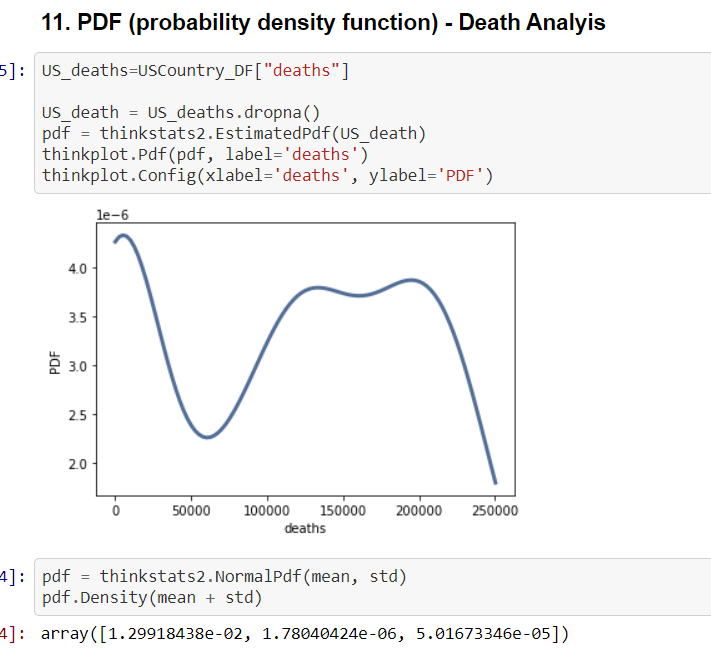 11. PDF (probability density function) - Death Analyis
5]: US_deaths=USCountry_DF["deaths"]
US_death = US_deaths.dropna()
pdf = thinkstats2.EstimatedPdf(US_death)
thinkplot.Pdf(pdf, label='deaths')
thinkplot.Config(xlabel='deaths', ylabel='PDF')
1e−6
4.0
3.5
3.0
2.5
2.0
PDF
0 50000 100000 150000 200000 250000
deaths
4]: pdf = thinkstats2.NormalPdf(mean, std)
pdf.Density(mean + std)
4]: array([1.29918438e-02, 1.78040424e-06, 5.01673346e-05])